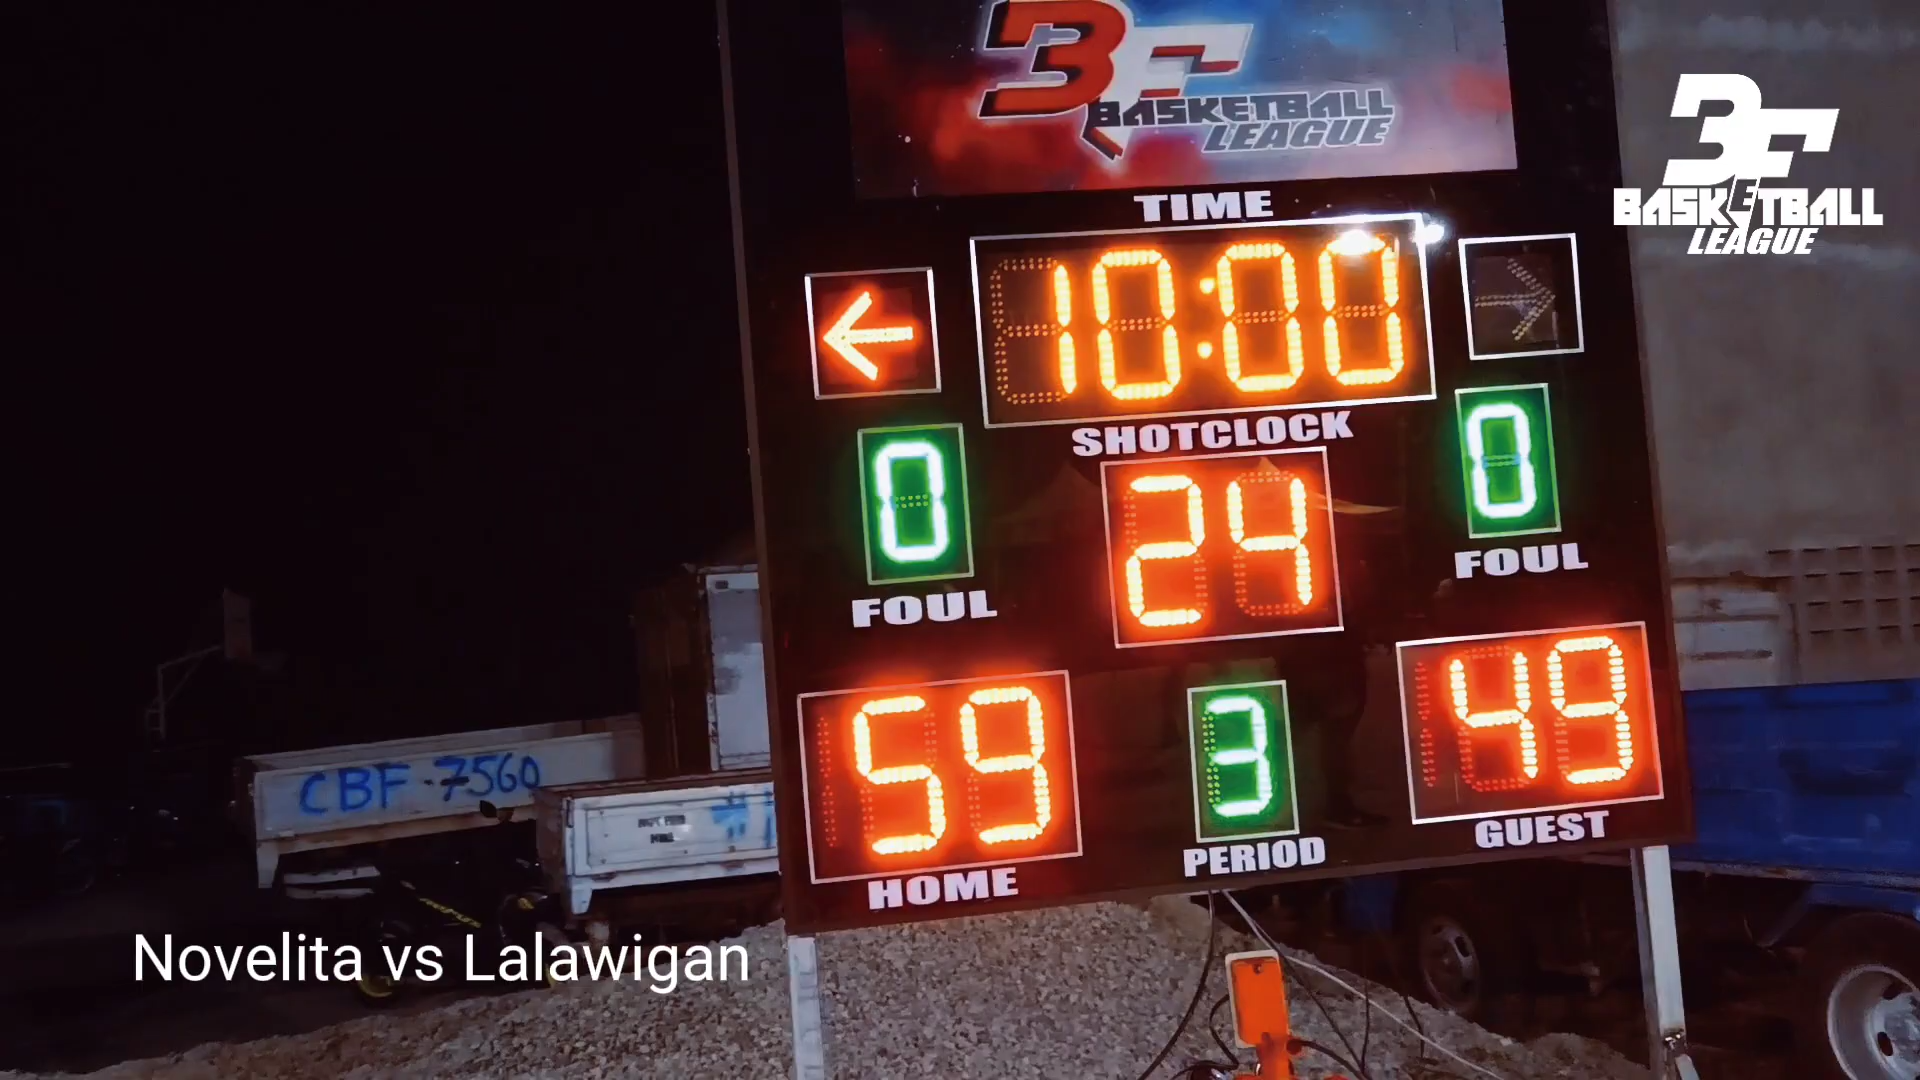 3F
BASKETBALL
LEAGUE
3F
BASKETBALL
LEAGUE
TIME
10:00
SHOTCLOCK
24
0
FOUL
0
FOUL
59
HOME
3
PERIOD
49
GUEST
CBF-7560
Novelita vs Lalawigan